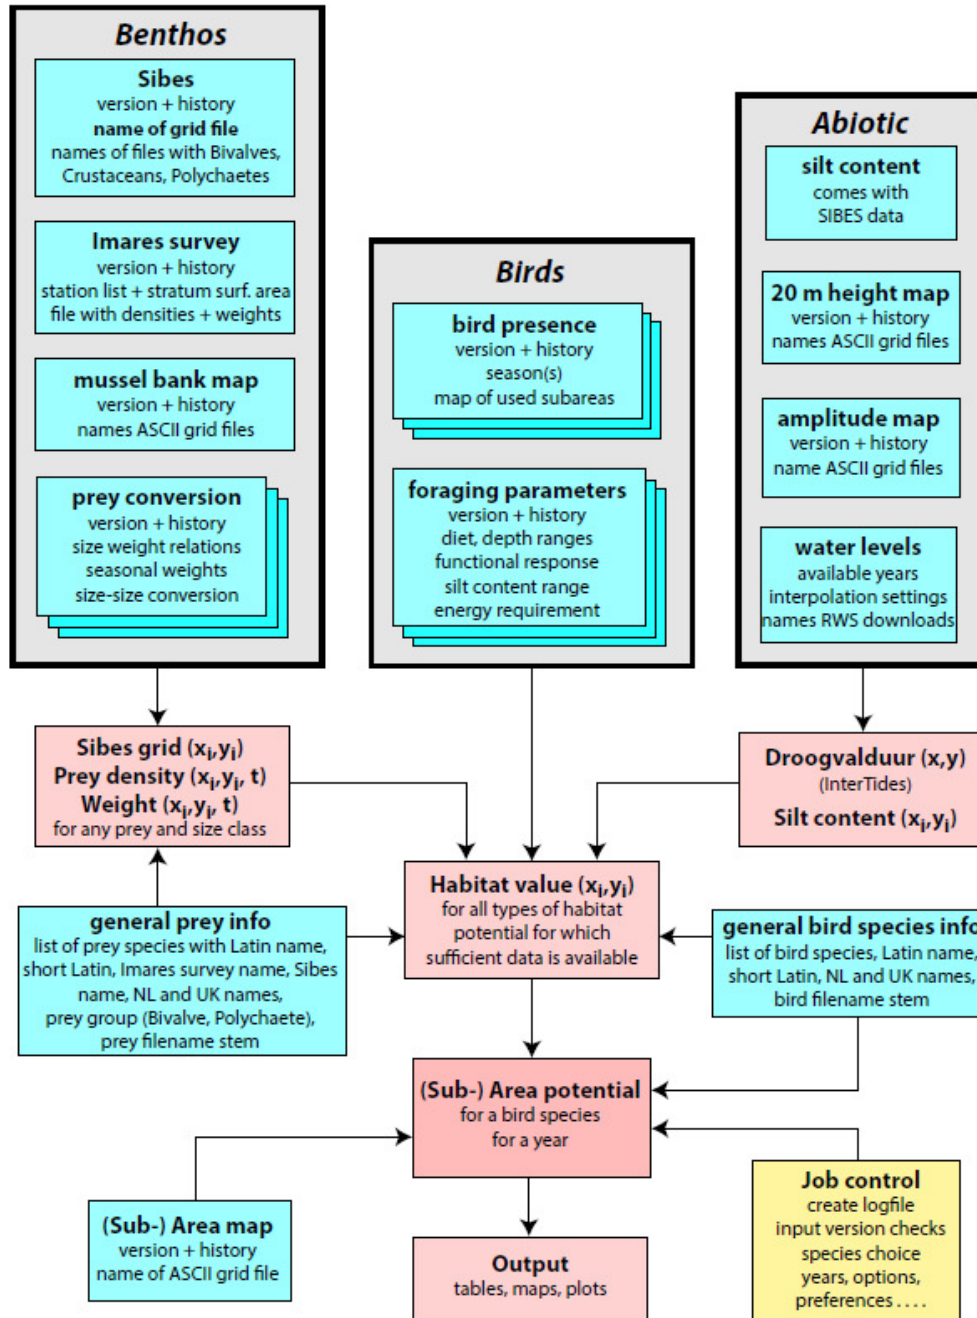 Benthos
Sibes
version + history
name of grid file
names of files with Bivalves,
Crustaceans, Polychaetes
Imares survey
version + history
station list + stratum surf. area
file with densities + weights
mussel bank map
version + history
names ASCII grid files
prey conversion
version + history
size weight relations
seasonal weights
size-size conversion
Birds
bird presence
version + history
season(s)
map of used subareas
foraging parameters
version + history
diet, depth ranges
functional response
silt content range
energy requirement
Abiotic
silt content
comes with
SIBES data
20 m height map
version + history
names ASCII grid files
amplitude map
version + history
name ASCII grid files
water levels
available years
interpolation settings
names RWS downloads
Sibes grid (xi,yi)
Prey density (xi,yi, t)
Weight (xi,yi, t)
for any prey and size class
Droogvalduur (x,y)
(InterTides)
Silt content (xi,yi)
Habitat value (xi,yi)
for all types of habitat
potential for which
sufficient data is available
general prey info
list of prey species with Latin name,
short Latin, Imares survey name, Sibes
name, NL and UK names,
prey group (Bivalve, Polychaete),
prey filename stem
general bird species info
list of bird species, Latin name,
short Latin, NL and UK names,
bird filename stem
(Sub-) Area potential
for a bird species
for a year
(Sub-) Area map
version + history
name of ASCII grid file
Output
tables, maps, plots
Job control
create logfile
input version checks
species choice
years, options,
preferences . . . .